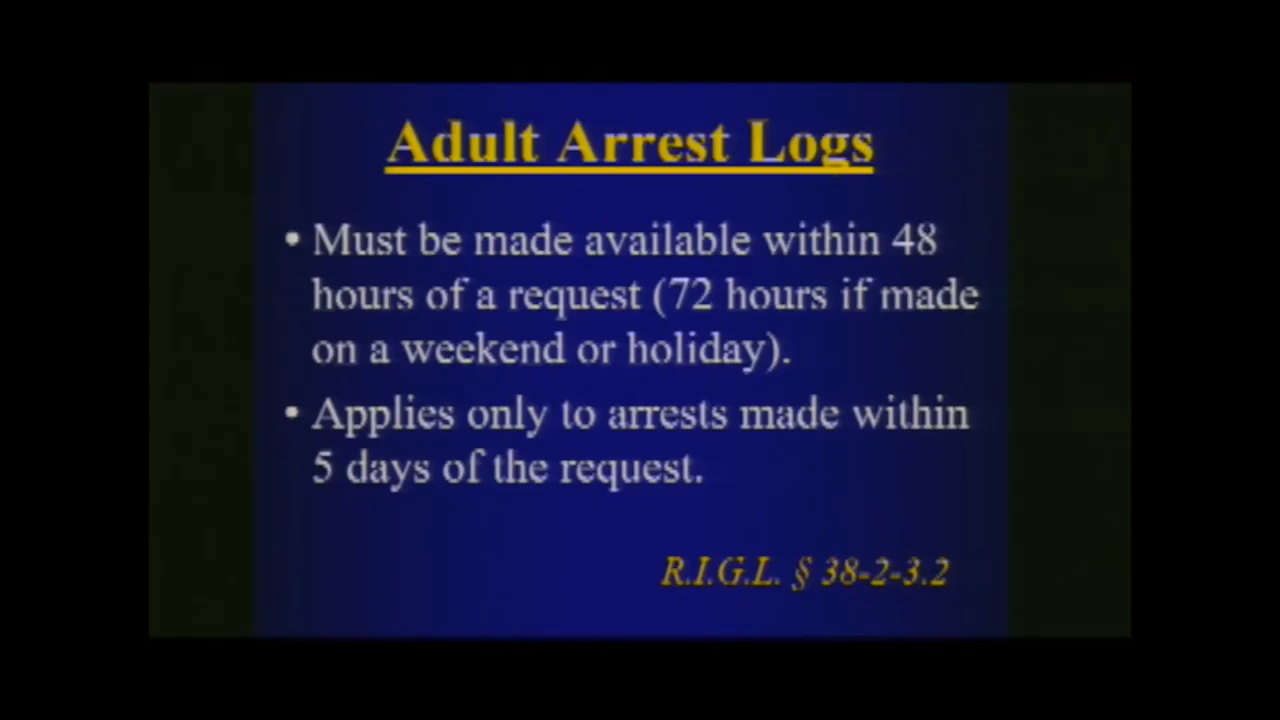 Adult Arrest Logs
• Must be made available within 48
hours of a request (72 hours if made
on a weekend or holiday).
• Applies only to arrests made within
5 days of the request.
R.I.G.L. § 38-2-3.2